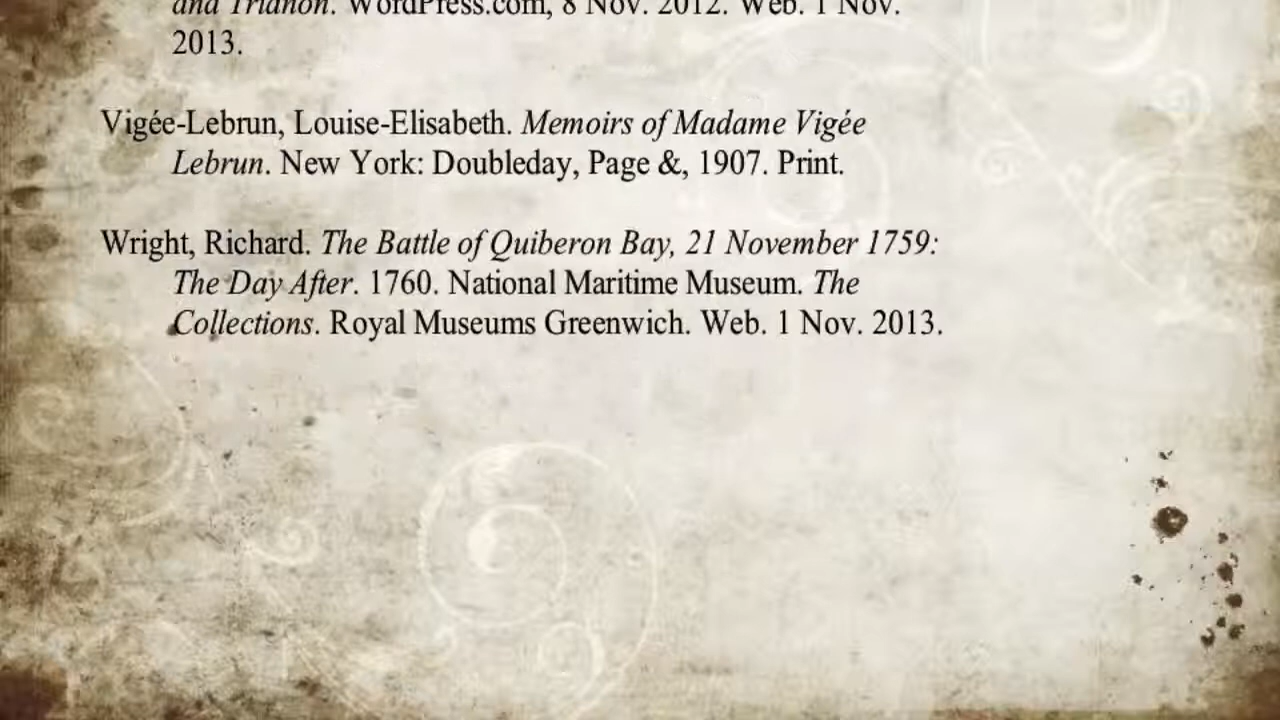 and Trianon. WordPress.com, 8 Nov. 2012. Web. 1 Nov.
2013.
Vigée-Lebrun, Louise-Elisabeth. Memoirs of Madame Vigée
Lebrun. New York: Doubleday, Page &, 1907. Print.
Wright, Richard. The Battle of Quiberon Bay, 21 November 1759:
The Day After. 1760. National Maritime Museum. The
Collections. Royal Museums Greenwich. Web. 1 Nov. 2013.